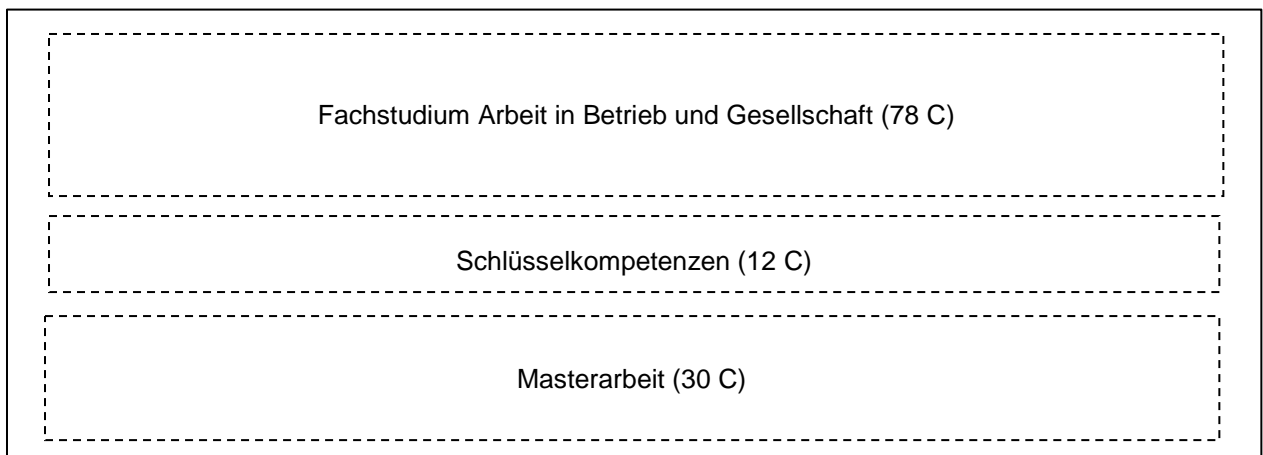 Fachstudium Arbeit in Betrieb und Gesellschaft (78 C)
Schlüsselkompetenzen (12 C)
Masterarbeit (30 C)